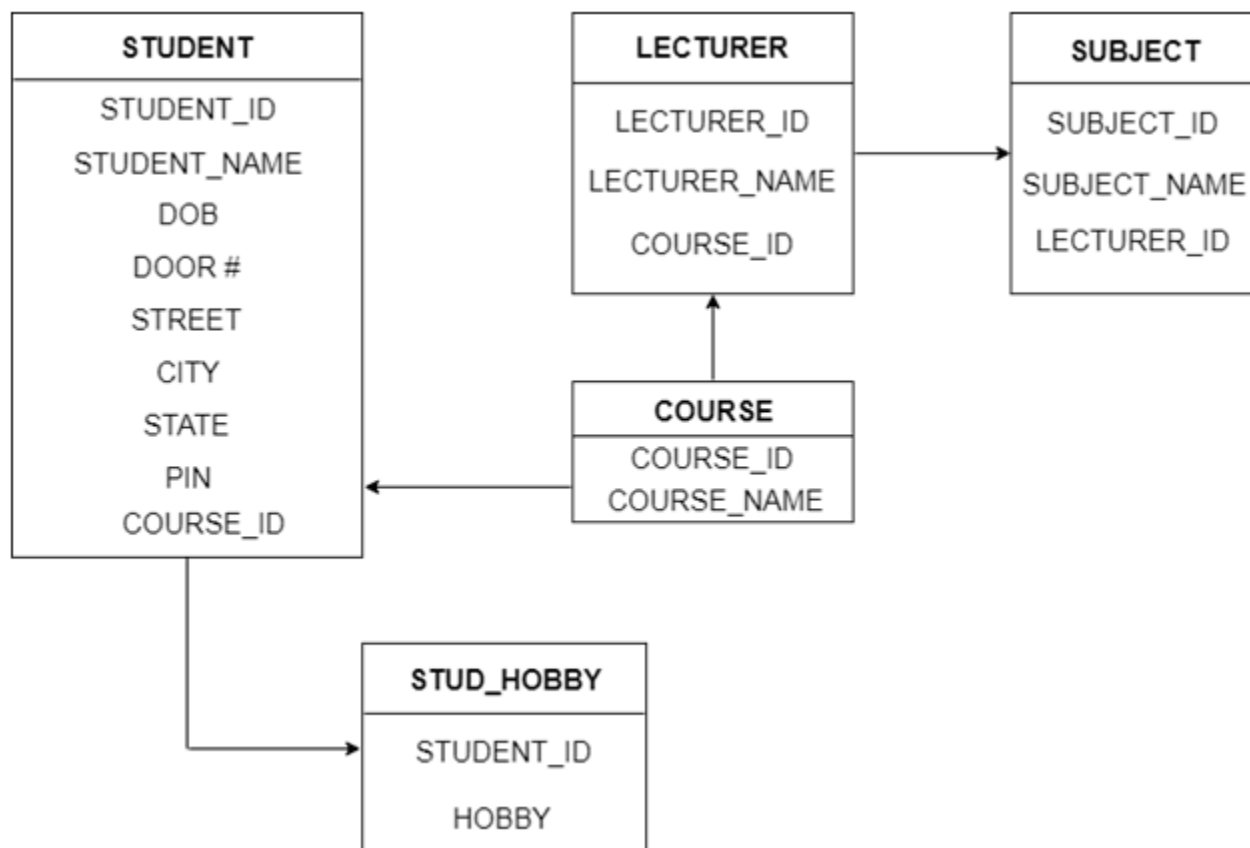 STUDENT
STUDENT_ID
STUDENT_NAME
DOB
DOOR #
STREET
CITY
STATE
PIN
COURSE_ID
LECTURER
LECTURER_ID
LECTURER_NAME
COURSE_ID
SUBJECT
SUBJECT_ID
SUBJECT_NAME
LECTURER_ID
COURSE
COURSE_ID
COURSE_NAME
STUD_HOBBY
STUDENT_ID
HOBBY